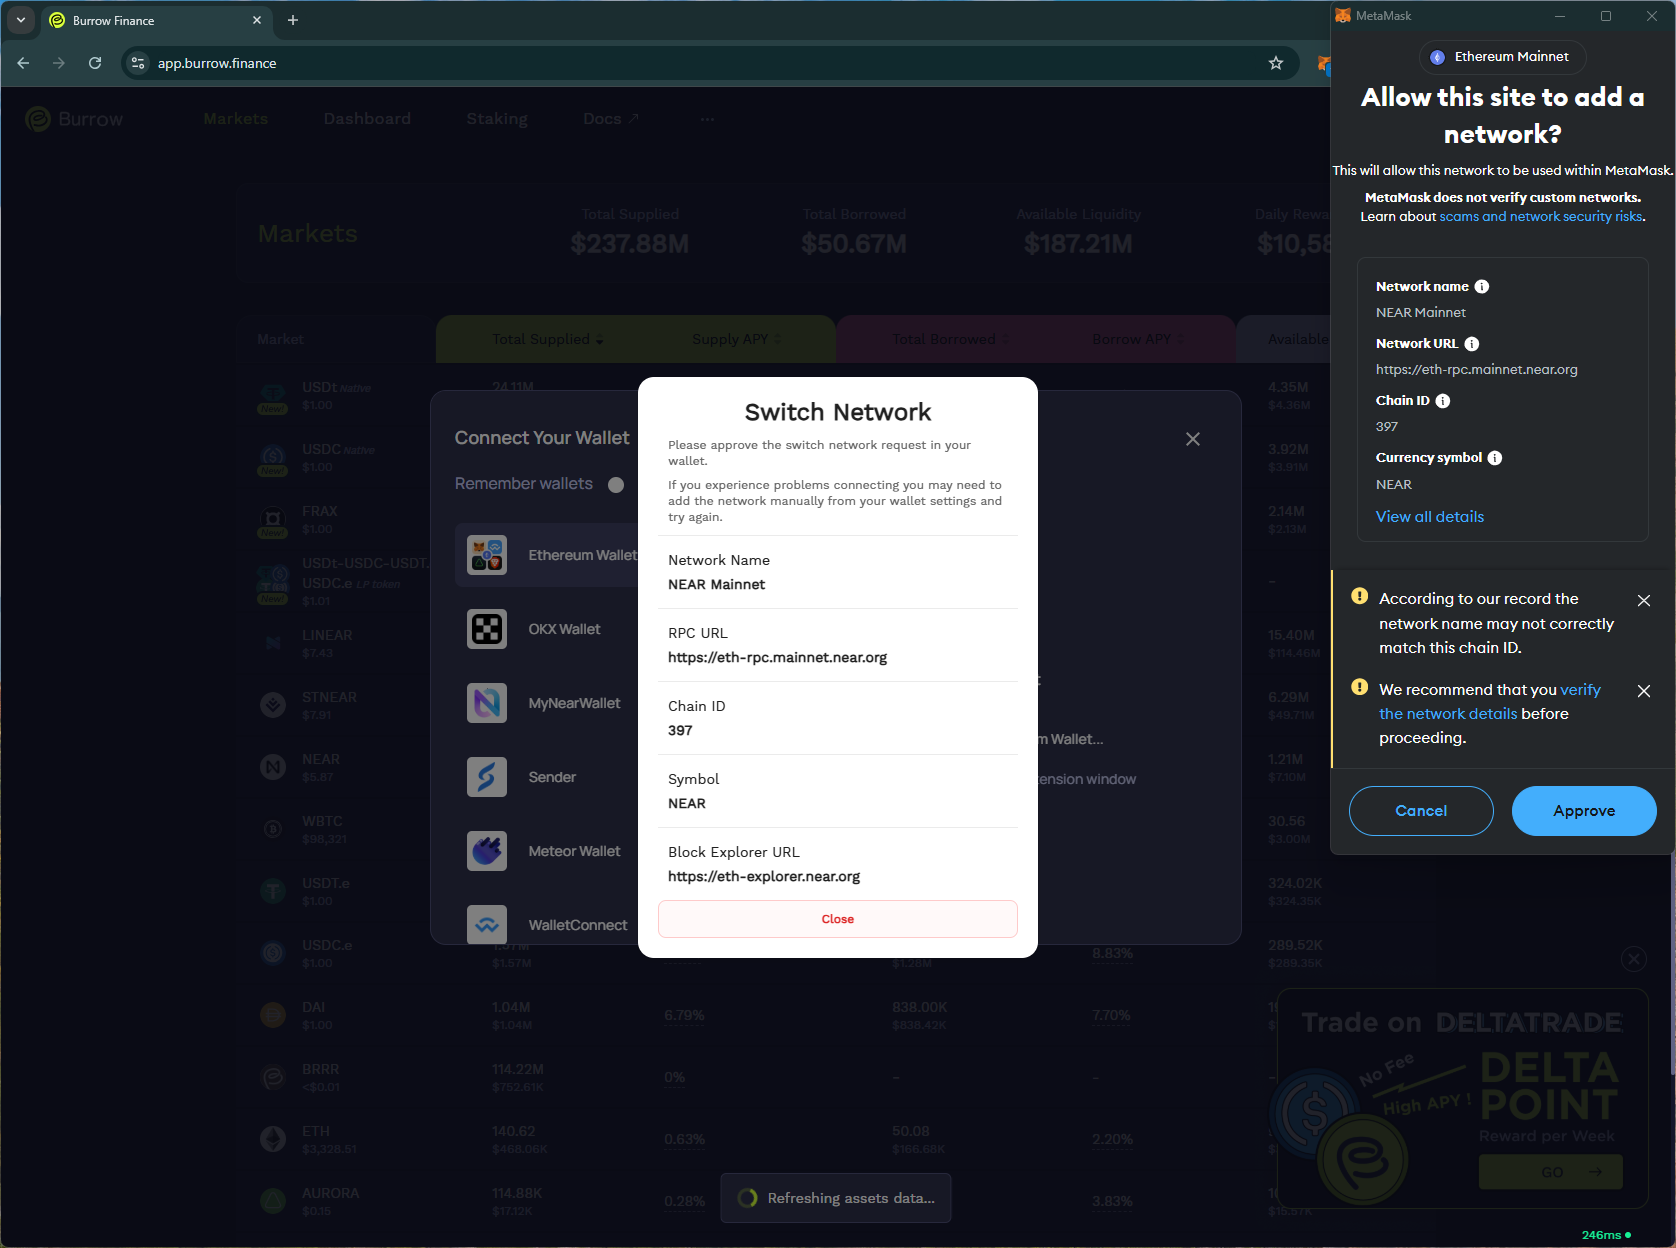 Burrow Finance
app.burrow.finance
Burrow
Markets
Dashboard
Staking
Docs
Markets
Total Supplied
$237.88M
Total Borrowed
$50.67M
Available Liquidity
$187.21M
Daily Rewa
$10,58
Market
Total Supplied
Supply APY
Total Borrowed
Borrow APY
Available
USDt Native
$1.00
New!
24.11M
4.35M
$4.36M
USDC Native
$1.00
New!
3.92M
$3.91M
FRAX
$1.00
New!
2.14M
$2.13M
USDt-USDC-USDT.
USDC.e LP token
$1.01
New!
-
LINEAR
$7.43
15.40M
$114.46M
STNEAR
$7.91
6.29M
$49.71M
NEAR
$5.87
1.21M
$7.10M
WBTC
$98,321
30.56
$3.00M
USDT.e
$1.00
324.02K
$324.35K
USDC.e
$1.00
$1.57M
$1.26M
8.83%
289.52K
$289.35K
DAI
$1.00
1.04M
$1.04M
6.79%
838.00K
$838.42K
7.70%
BRRR
<$0.01
114.22M
$752.61K
0%
-
-
-
ETH
$3,328.51
140.62
$468.06K
0.63%
50.08
$166.68K
2.20%
AURORA
$0.15
114.88K
$17.12K
0.28%
3.83%
Connect Your Wallet
Remember wallets
Ethereum Wallet
OKX Wallet
MyNearWallet
Sender
Meteor Wallet
WalletConnect
m Wallet...
tension window
Switch Network
Please approve the switch network request in your
wallet.
If you experience problems connecting you may need to
add the network manually from your wallet settings and
try again.
Network Name
NEAR Mainnet
RPC URL
https://eth-rpc.mainnet.near.org
Chain ID
397
Symbol
NEAR
Block Explorer URL
https://eth-explorer.near.org
Close
Refreshing assets data...
MetaMask
Ethereum Mainnet
Allow this site to add a
network?
This will allow this network to be used within MetaMask.
MetaMask does not verify custom networks.
Learn about scams and network security risks.
Network name
NEAR Mainnet
Network URL
https://eth-rpc.mainnet.near.org
Chain ID
397
Currency symbol
NEAR
View all details
According to our record the
network name may not correctly
match this chain ID.
We recommend that you verify
the network details before
proceeding.
Cancel
Approve
Trade on DELTATRADE
No Fee
High APY !
DELTA
POINT
Reward per Week
GO →
246ms